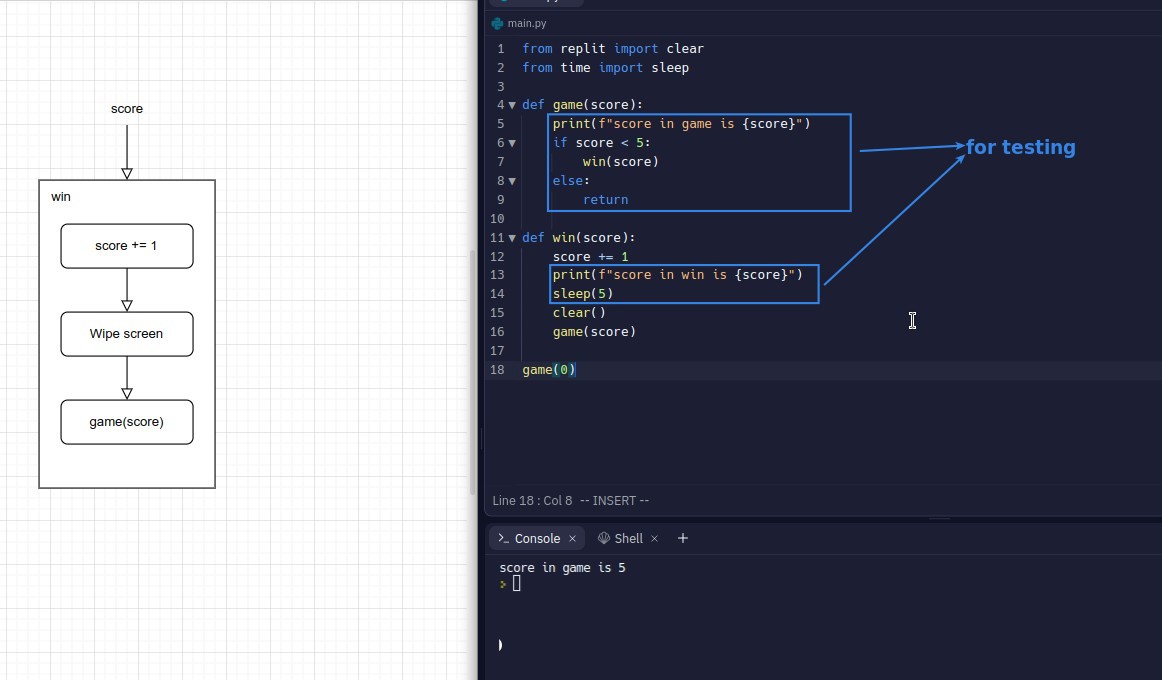 score
win
score += 1
Wipe screen
game(score)
main.py
1 from replit import clear
2 from time import sleep
3
4 def game(score):
5 print(f"score in game is {score}")
6 if score < 5:
7 win(score)
8 else:
9 return
10
11 def win(score):
12 score += 1
13 print(f"score in win is {score}")
14 sleep(5)
15 clear()
16 game(score)
17
18 game(0)
for testing
Line 18 : Col 8 -- INSERT --
Console × Shell × +
score in game is 5